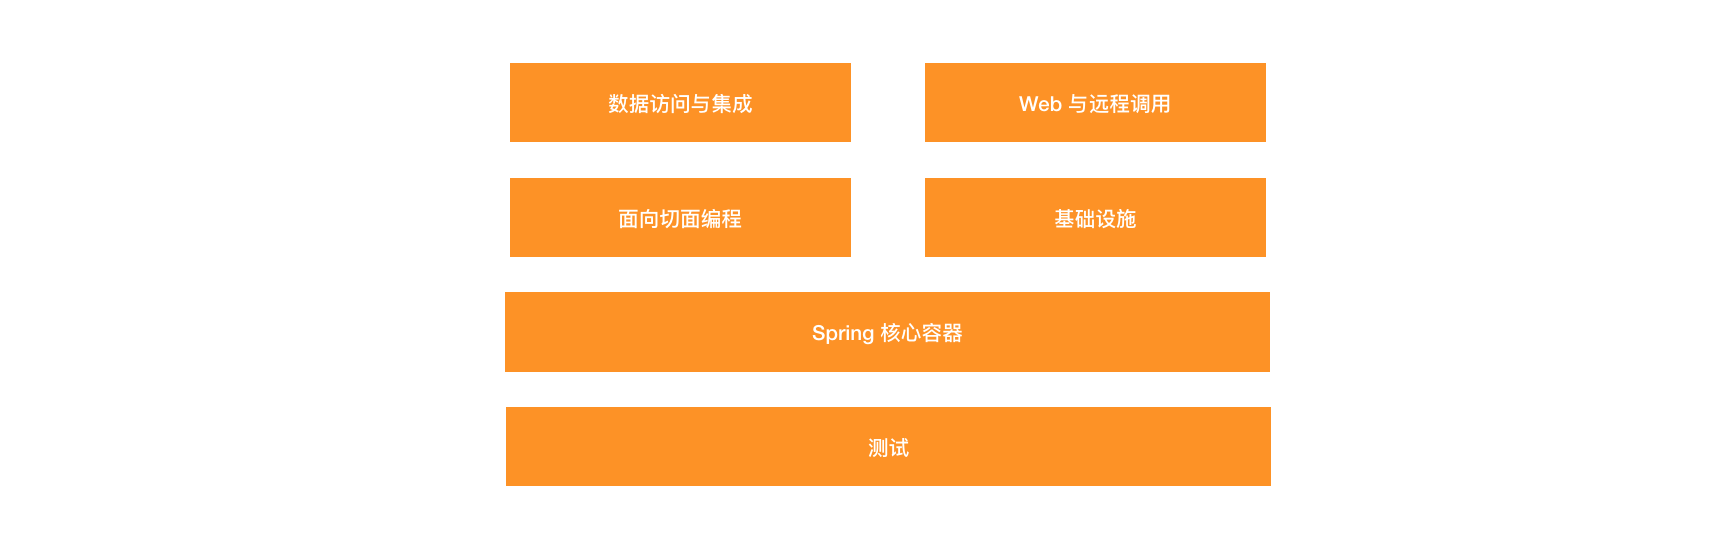 数据访问与集成
Web 与远程调用
面向切面编程
基础设施
Spring 核心容器
测试